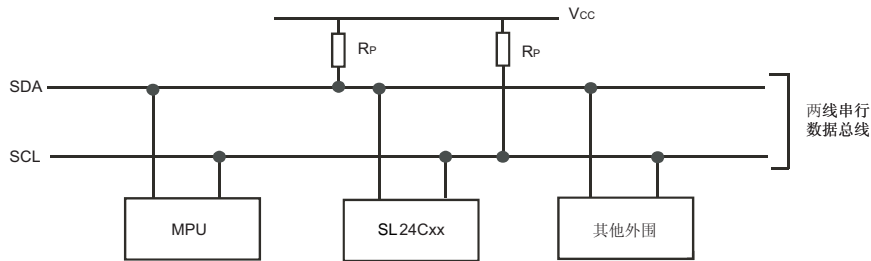 Vcc
RP
RP
SDA
两线串行
数据总线
SCL
MPU
SL24Cxx
其他外围